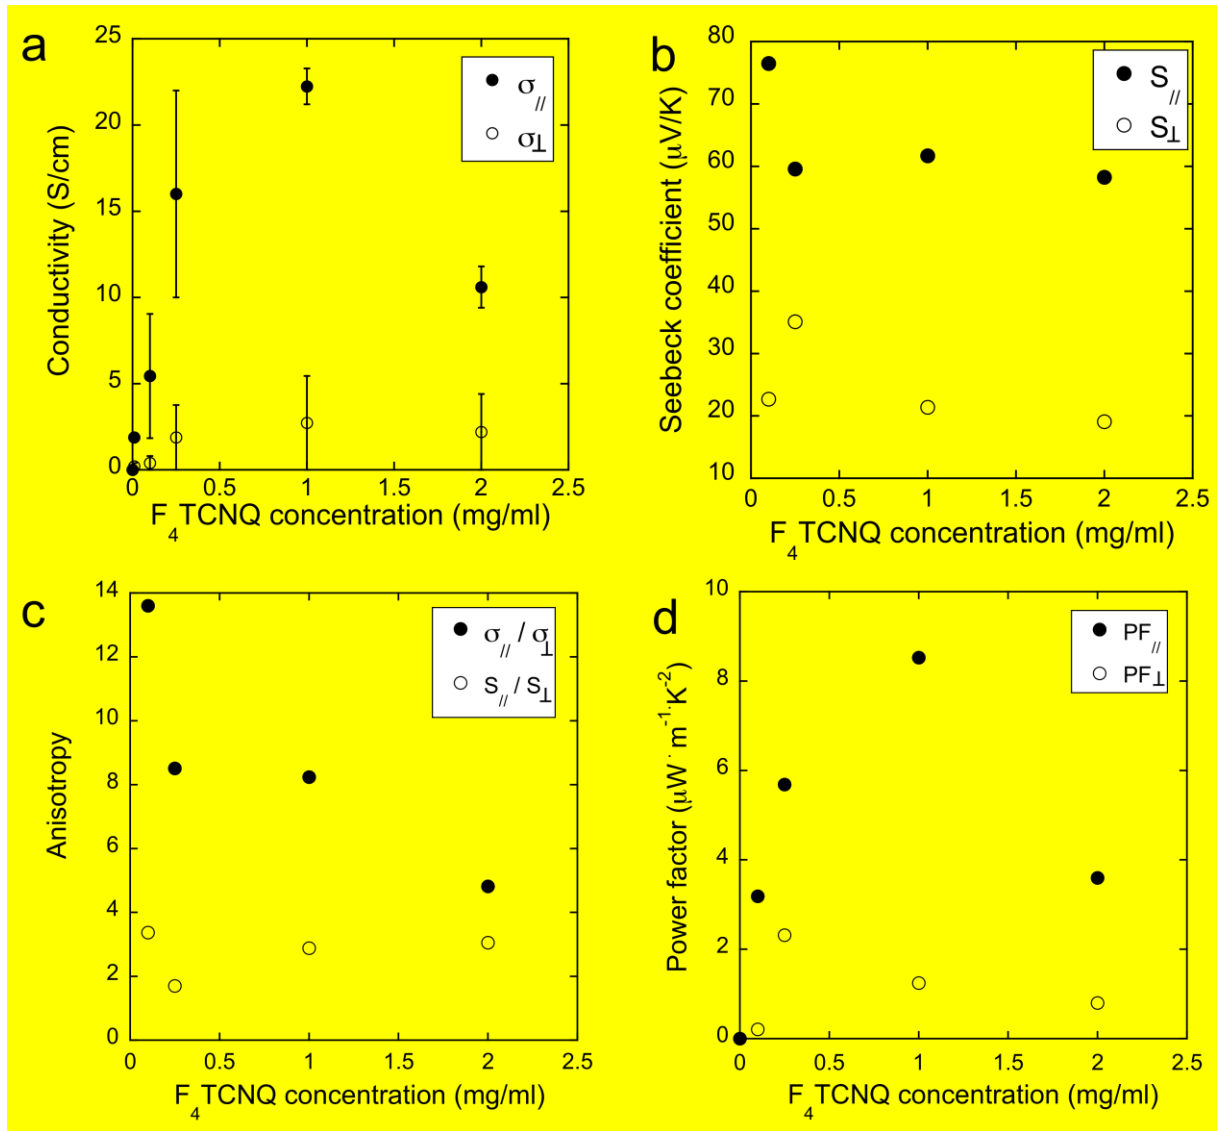 a
25
20
15
10
5
0
0 0.5 1 1.5 2 2.5
Conductivity (S/cm)
F4TCNQ concentration (mg/ml)
σ//
σ⊥
b
80
70
60
50
40
30
20
10
0 0.5 1 1.5 2 2.5
Seebeck coefficient (μV/K)
F4TCNQ concentration (mg/ml)
S//
S⊥
c
14
12
10
8
6
4
2
0
0 0.5 1 1.5 2 2.5
Anisotropy
F4TCNQ concentration (mg/ml)
σ// / σ⊥
S// / S⊥
d
10
8
6
4
2
0
0 0.5 1 1.5 2 2.5
Power factor (μW·m-1·K-2)
F4TCNQ concentration (mg/ml)
PF//
PF⊥